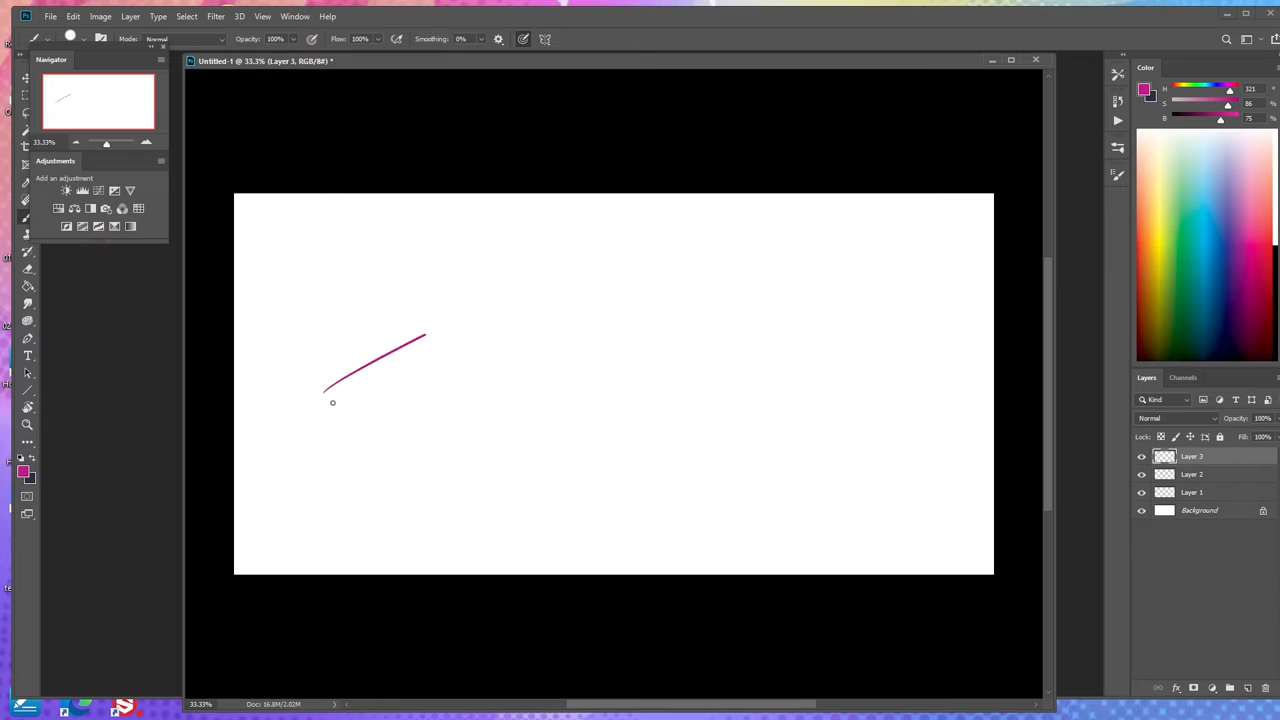 Ps File Edit Image Layer Type Select Filter 3D View Window Help
Mode: Normal Opacity: 100% Flow: 100% Smoothing: 0%
Navigator
33.33%
Adjustments
Add an adjustment
Untitled-1 @ 33.3% (Layer 3, RGB/8#) *
33.33% Doc: 16.8M/2.02M
Color
H 321 °
S 86 %
B 75 %
Layers Channels
Kind
Normal Opacity: 100%
Lock: Fill: 100%
Layer 3
Layer 2
Layer 1
Background